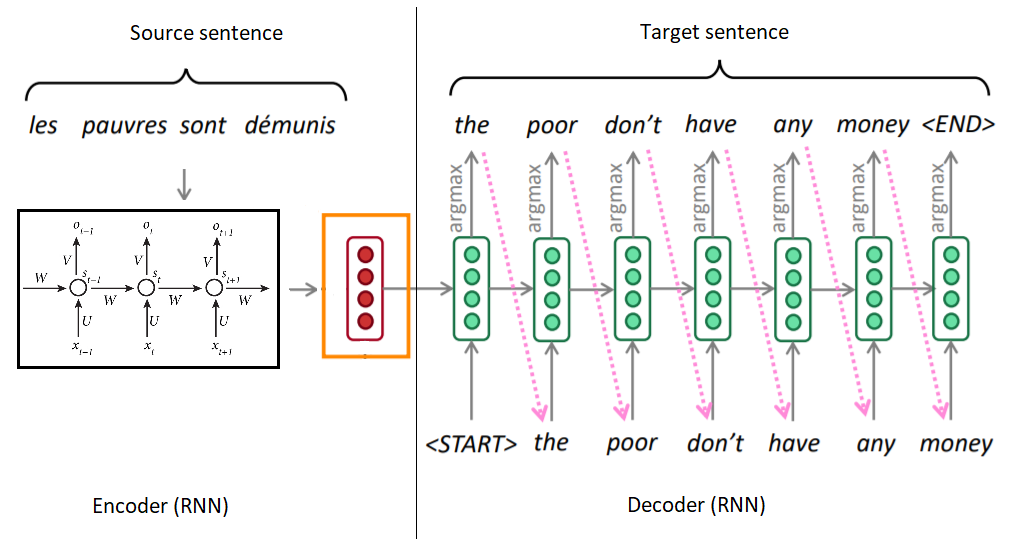 Source sentence
les pauvres sont démunis
o_{t-1} o_t o_{t+1}
V V V
W s_{t-1} s_t s_{t+1}
W W W
U U U
x_{t-1} x_t x_{t+1}
Encoder (RNN)
Target sentence
the poor don't have any money <END>
argmax argmax argmax argmax argmax argmax argmax
<START> the poor don't have any money
Decoder (RNN)